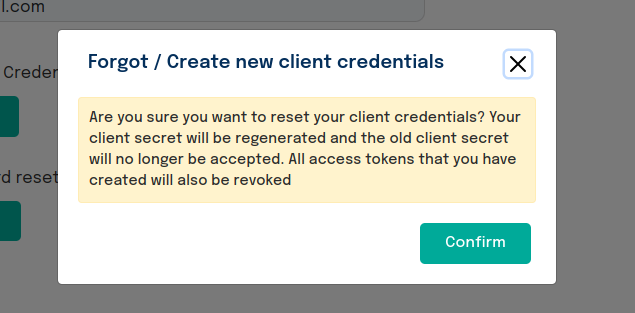 l.com
Forgot / Create new client credentials
Creder
Are you sure you want to reset your client credentials? Your
client secret will be regenerated and the old client secret
will no longer be accepted. All access tokens that you have
created will also be revoked
d reset
Confirm